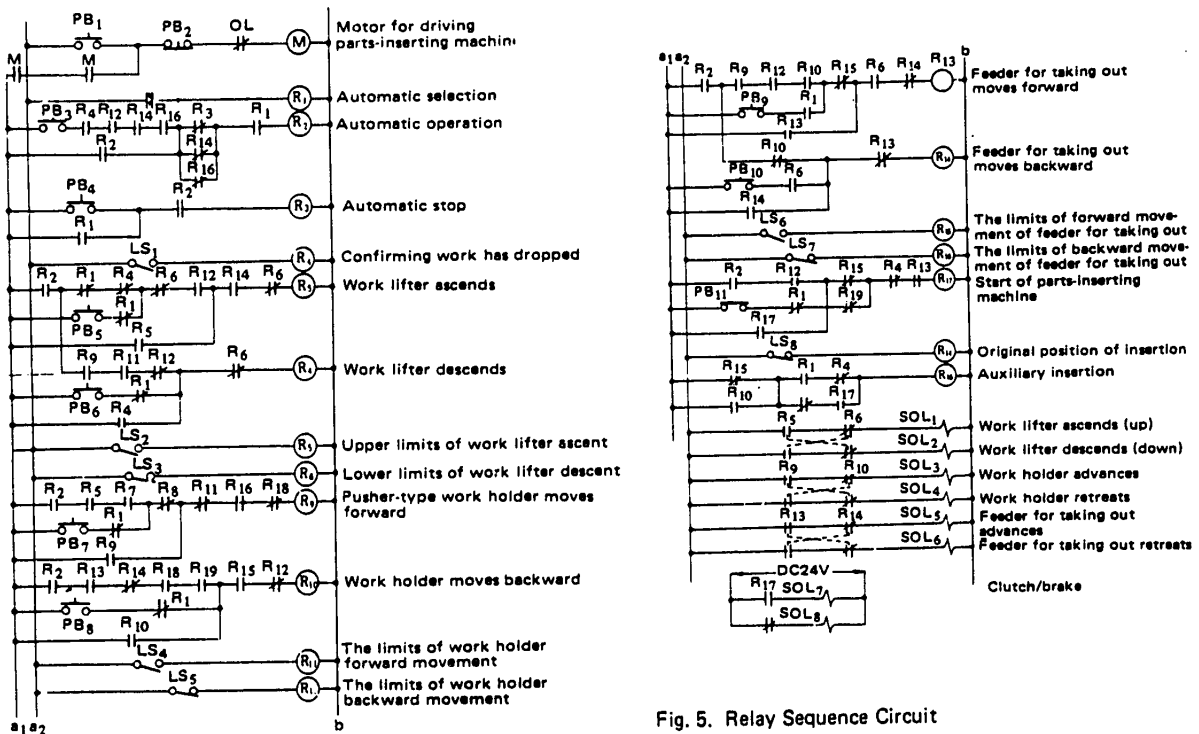 PB1 PB2 OL M Motor for driving
parts-inserting machine
M M
R1 Automatic selection
PB3 R4 R12 R14 R16 R3 R1 R2 Automatic operation
R2 R14
R16
PB4 R2 R3 Automatic stop
R1
LS1 R4 Confirming work has dropped
R2 R1 R4 R6 R12 R14 R6 R5 Work lifter ascends
PB5 R1
R5
R9 R11 R12 R6 Work lifter descends
PB6 R1
R4
LS2 Upper limits of work lifter ascent
LS3 Lower limits of work lifter descent
R2 R5 R7 R8 R11 R16 R18 Pusher-type work holder moves
forward
PB7 R1
R9
R2 R13 R14 R18 R19 R15 R12 R10 Work holder moves backward
PB8 R1
R10
LS4 R11 The limits of work holder
forward movement
LS5 The limits of work holder
backward movement
a1 a2 b
a1 a2 b
R2 R9 R12 R10 R15 R6 R14 R13 Feeder for taking out
moves forward
PB9 R1
R13
R10 R13 R14 Feeder for taking out
moves backward
PB10 R6
R14
LS6 The limits of forward move-
ment of feeder for taking out
LS7 The limits of backward move-
ment of feeder for taking out
R2 R12 R15 R4 R13 R17 Start of parts-inserting
machine
PB11 R1 R19
R17
LS8 Original position of insertion
R15 R1 R4 Auxiliary insertion
R10 R17
R5 R6 SOL1 Work lifter ascends (up)
SOL2 Work lifter descends (down)
R9 R10 SOL3 Work holder advances
SOL4 Work holder retreats
R13 R14 SOL5 Feeder for taking out
advances
SOL6 Feeder for taking out retreats
DC24V
R17 SOL7 Clutch/brake
SOL8
Fig. 5. Relay Sequence Circuit